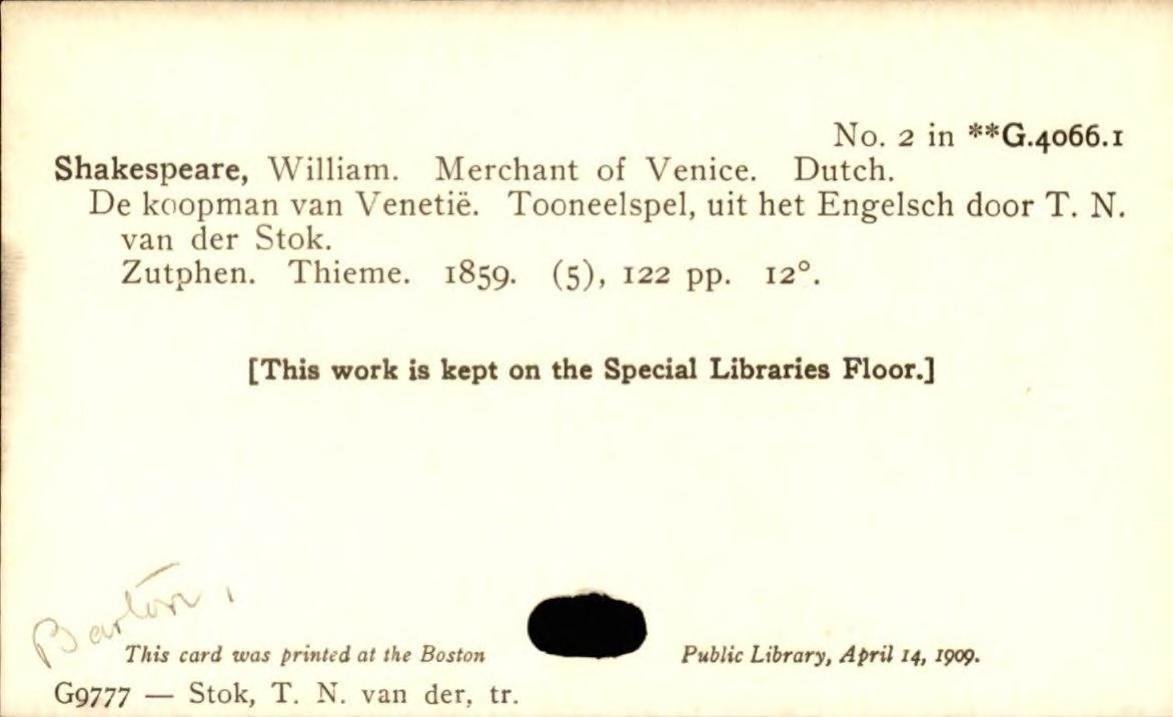 No. 2 in **G.4066.1
Shakespeare, William. Merchant of Venice. Dutch.
De koopman van Venetië. Tooneelspel, uit het Engelsch door T. N.
van der Stok.
Zutphen. Thieme. 1859. (5), 122 pp. 12°.
[This work is kept on the Special Libraries Floor.]
Barton
This card was printed at the Boston Public Library, April 14, 1909.
G9777 — Stok, T. N. van der, tr.